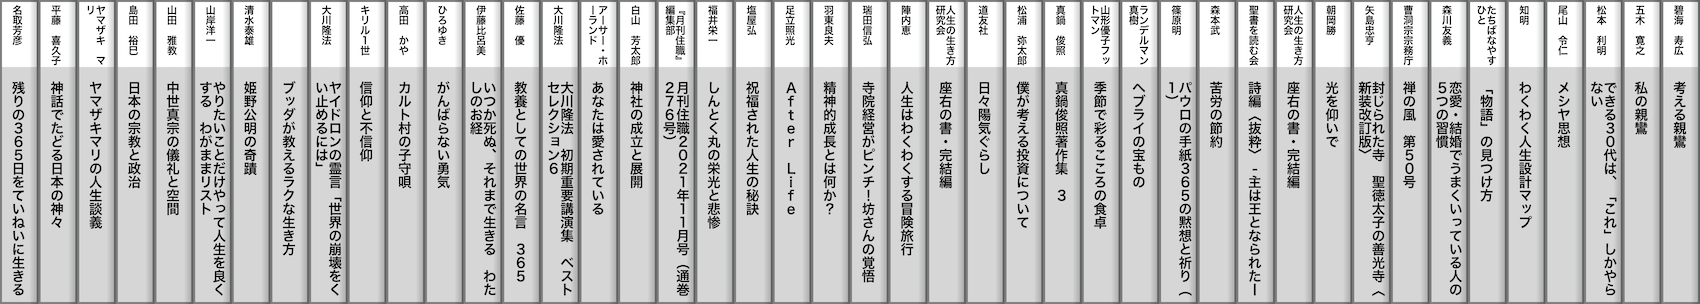 碧海　寿広
考える親鸞
五木　寛之
私の親鸞
松本　利明
できる３０代は、「これ」しかやら
ない
尾山　令仁
メシヤ思想
知明
わくわく人生設計マップ
たちばなやす
ひと
「物語」の見つけ方
森川友義
恋愛・結婚でうまくいっている人の
５つの習慣
曹洞宗宗務庁
禅の風　第５０号
矢島忠亨
封じられた寺　聖徳太子の善光寺〈
新装改訂版〉
朝岡勝
光を仰いで
人生の生き方
研究会
座右の書・完結編
聖書を読む会
詩編〈抜粋〉-主は王となられたー
森本武
苦労の節約
篠原明
パウロの手紙３６５の黙想と祈り（
１）
ランデルマン
真樹
ヘブライの宝もの
山形優子フッ
トマン
季節で彩るこころの食卓
真鍋　俊照
真鍋俊照著作集　３
松浦　弥太郎
僕が考える投資について
道友社
日々陽気ぐらし
人生の生き方
研究会
座右の書・完結編
陣内恵
人生はわくわくする冒険旅行
瑞田信弘
寺院経営がピンチ！坊さんの覚悟
羽東良夫
精神的成長とは何か？
足立照光
Ａｆｔｅｒ　Ｌｉｆｅ
塩屋弘
祝福された人生の秘訣
福井栄一
しんとく丸の栄光と悲惨
『月刊住職』
編集部
月刊住職２０２１年１１月号（通巻
２７６号）
白山　芳太郎
神社の成立と展開
アーサー・ホ
ーランド
あなたは愛されている
大川隆法
大川隆法　初期重要講演集　ベスト
セレクション６
佐藤　優
教養としての世界の名言　３６５
伊藤比呂美
いつか死ぬ、それまで生きる　わた
しのお経
ひろゆき
がんばらない勇気
高田　かや
カルト村の子守唄
キリル１世
信仰と不信仰
大川隆法
ヤイドロンの霊言「世界の崩壊をく
い止めるには」
ブッダが教えるラクな生き方
清水泰雄
姫野公明の奇蹟
山岸洋一
やりたいことだけやって人生を良く
する　わがままリスト
山田　雅教
中世真宗の儀礼と空間
島田　裕巳
日本の宗教と政治
ヤマザキ　マ
リ
ヤマザキマリの人生談義
平藤　喜久子
神話でたどる日本の神々
名取芳彦
残りの３６５日をていねいに生きる